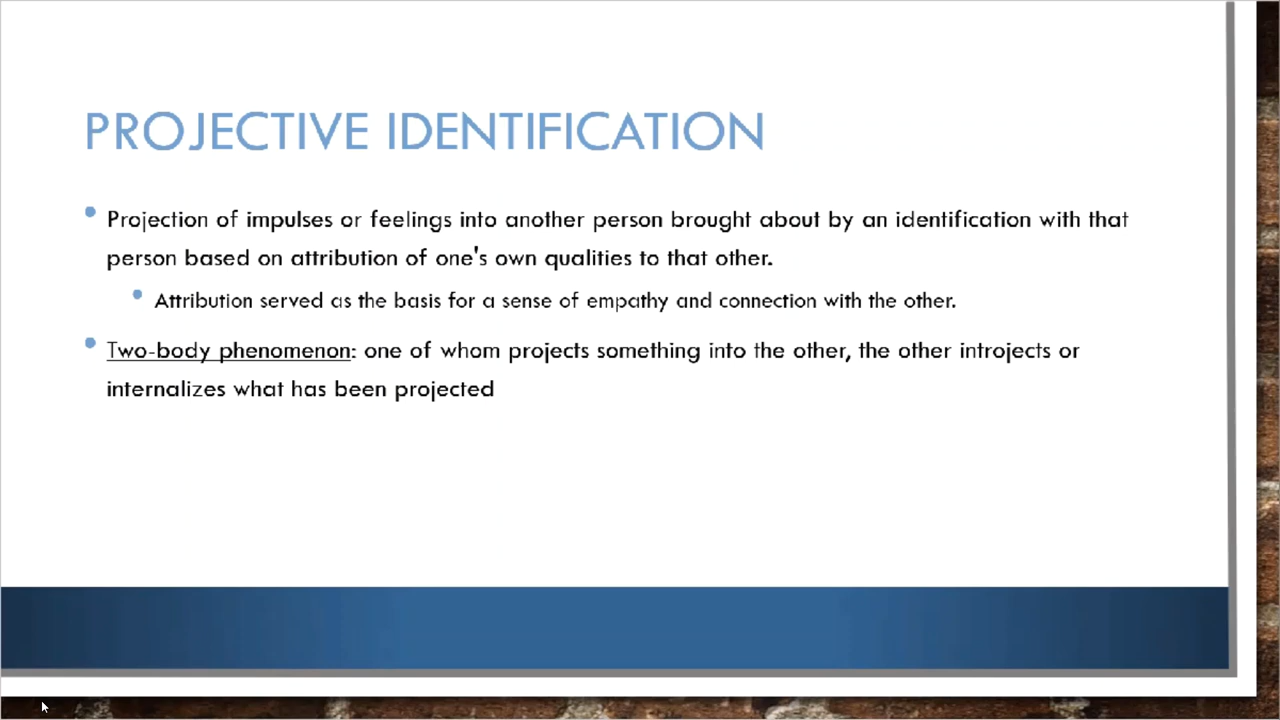 PROJECTIVE IDENTIFICATION
Projection of impulses or feelings into another person brought about by an identification with that
person based on attribution of one's own qualities to that other.
Attribution served as the basis for a sense of empathy and connection with the other.
Two-body phenomenon: one of whom projects something into the other, the other introjects or
internalizes what has been projected